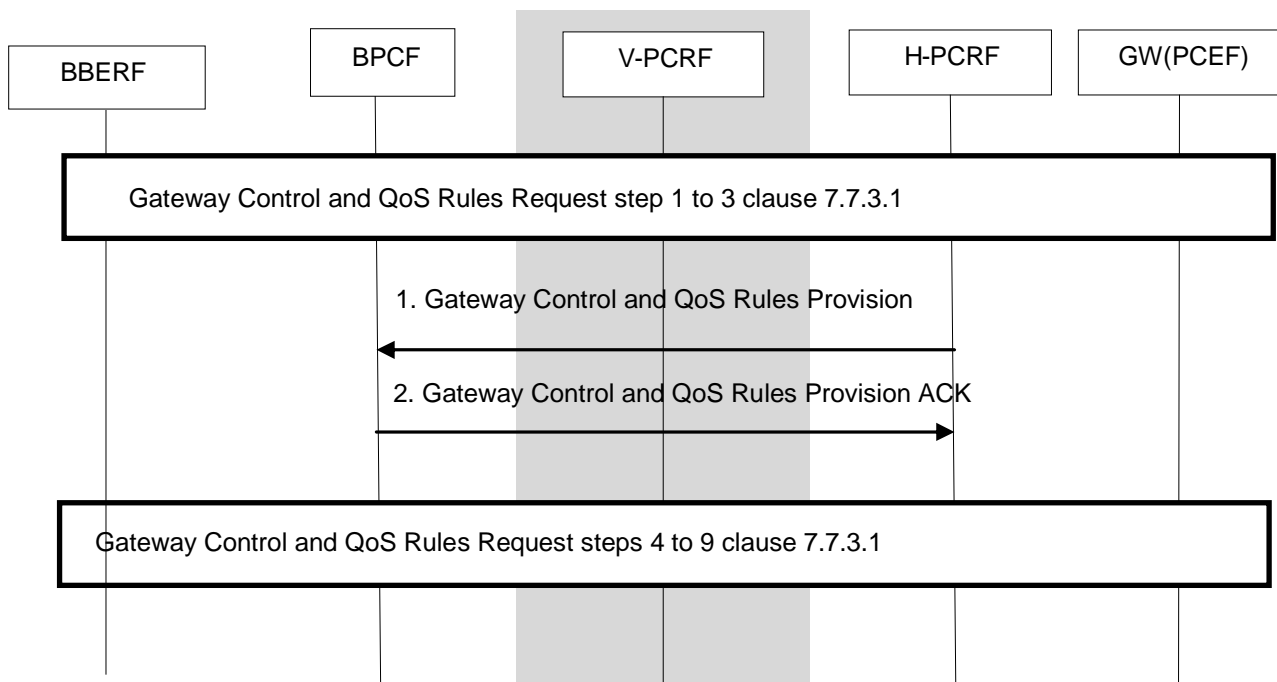 BBERF
BPCF
V-PCRF
H-PCRF
GW(PCEF)
Gateway Control and QoS Rules Request step 1 to 3 clause 7.7.3.1
1. Gateway Control and QoS Rules Provision
2. Gateway Control and QoS Rules Provision ACK
Gateway Control and QoS Rules Request steps 4 to 9 clause 7.7.3.1